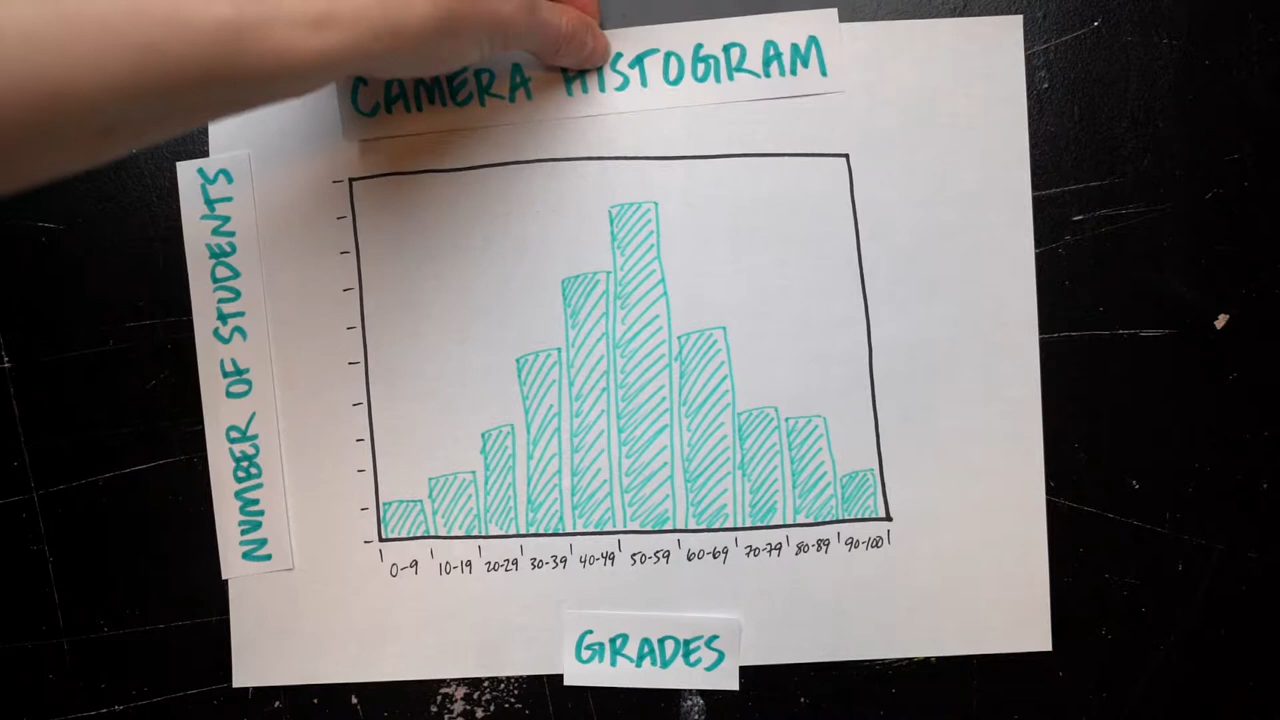 CAMERA HISTOGRAM
NUMBER OF STUDENTS
0-9 10-19 20-29 30-39 40-49 50-59 60-69 70-79 80-89 90-100
GRADES